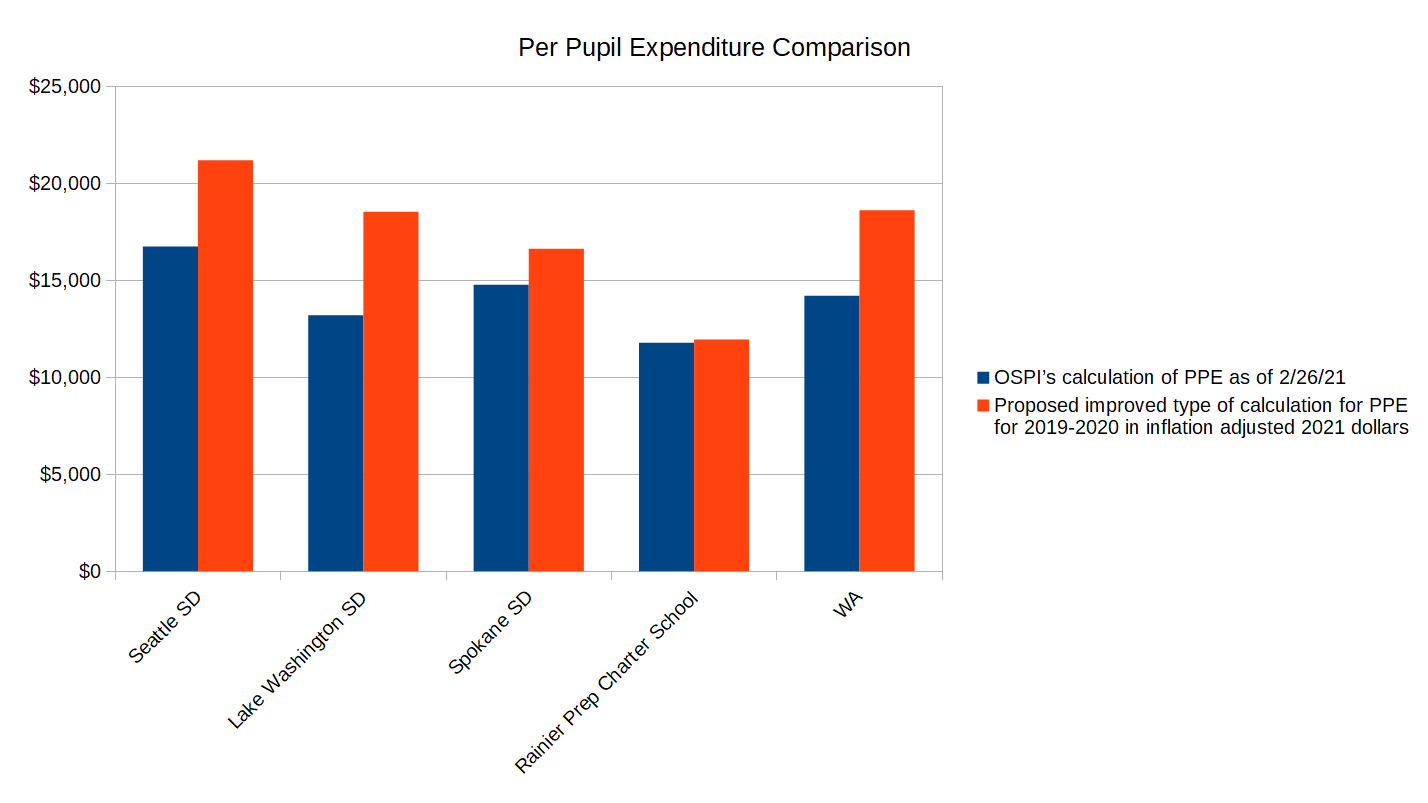 Per Pupil Expenditure Comparison
$25,000
$20,000
$15,000
$10,000
$5,000
$0
Seattle SD
Lake Washington SD
Spokane SD
Rainier Prep Charter School
WA
OSPI’s calculation of PPE as of 2/26/21
Proposed improved type of calculation for PPE
for 2019-2020 in inflation adjusted 2021 dollars